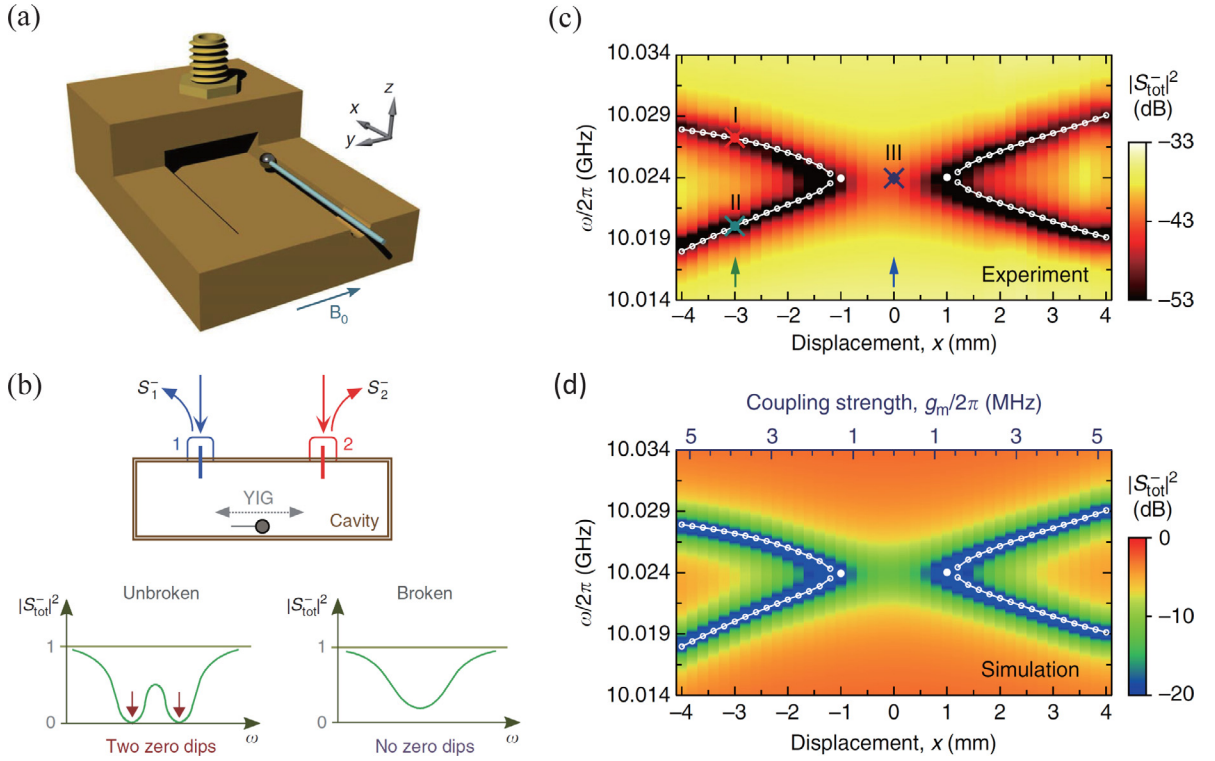 (a)
z
x
y
B₀
(b)
S₁⁻
S₂⁻
1
2
YIG
Cavity
Unbroken
Broken
|S⁻tot|²
|S⁻tot|²
1
1
0
0
ω
ω
Two zero dips
No zero dips
(c)
10.034
10.029
10.024
10.019
10.014
ω/2π (GHz)
I
II
III
Experiment
–4 –3 –2 –1 0 1 2 3 4
Displacement, x (mm)
|S⁻tot|²
(dB)
–33
–43
–53
(d)
Coupling strength, gₘ/2π (MHz)
5 3 1 1 3 5
10.034
10.029
10.024
10.019
10.014
ω/2π (GHz)
Simulation
–4 –3 –2 –1 0 1 2 3 4
Displacement, x (mm)
|S⁻tot|²
(dB)
0
–10
–20